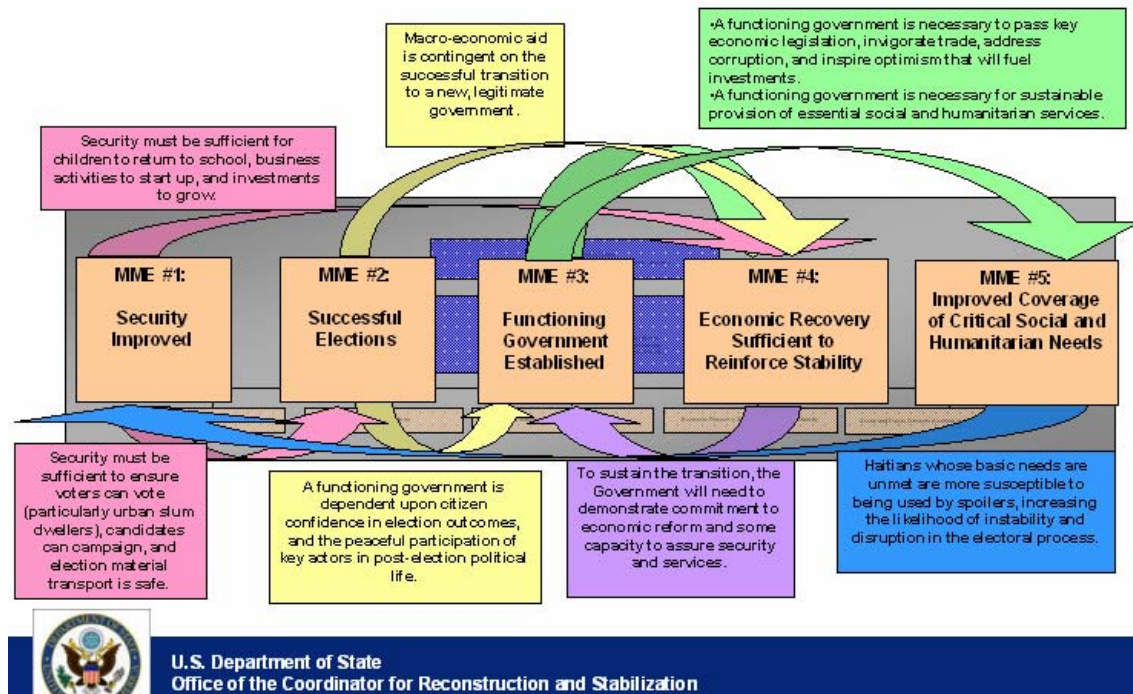 Macro-economic aid
is contingent on the
successful transition
to a new, legitimate
government.
•A functioning government is necessary to pass key
economic legislation, invigorate trade, address
corruption, and inspire optimism that will fuel
investments.
•A functioning government is necessary for sustainable
provision of essential social and humanitarian services.
Security must be sufficient for
children to return to school, business
activities to start up, and investments
to grow.
MME #1:
Security
Improved
MME #2:
Successful
Elections
MME #3:
Functioning
Government
Established
MME #4:
Economic Recovery
Sufficient to
Reinforce Stability
MME #5:
Improved Coverage
of Critical Social and
Humanitarian Needs
Security must be
sufficient to ensure
voters can vote
(particularly urban slum
dwellers), candidates
can campaign, and
election material
transport is safe.
A functioning government is
dependent upon citizen
confidence in election outcomes,
and the peaceful participation of
key actors in post-election political
life.
To sustain the transition, the
Government will need to
demonstrate commitment to
economic reform and some
capacity to assure security
and services.
Haitians whose basic needs are
unmet are more susceptible to
being used by spoilers, increasing
the likelihood of instability and
disruption in the electoral process.
U.S. Department of State
Office of the Coordinator for Reconstruction and Stabilization